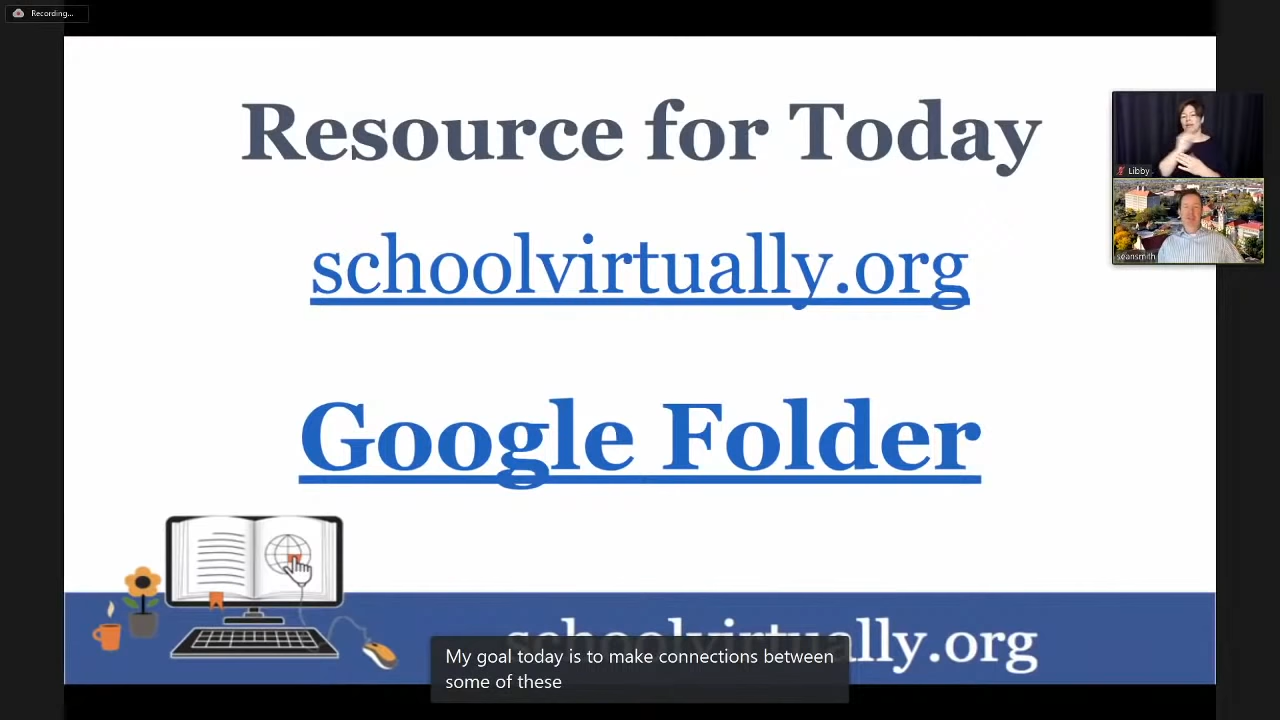 Recording...
Resource for Today
schoolvirtually.org
Google Folder
Libby
seansmith
schoolvirtually.org
My goal today is to make connections between
some of these